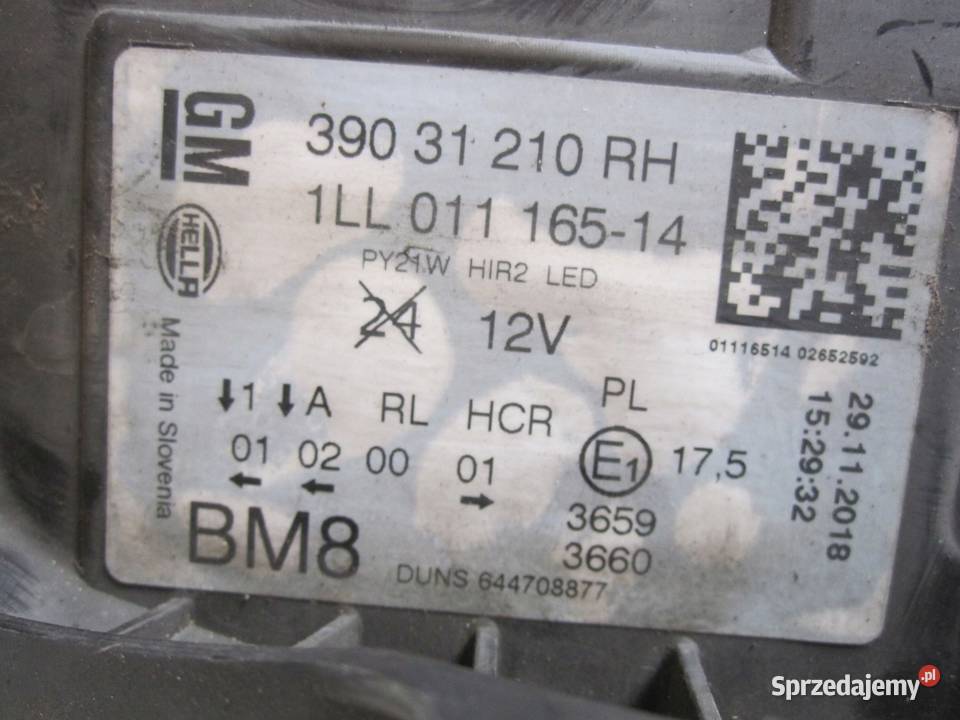 GM
39 0 31 210 RH
1LL 011 165-14
PY21W HIR2 LED
HELLA
24 12V
01116514 02652592
Made in Slovenia
1 A RL HCR PL
01 02 00 01 E1 17,5
3659
3660
BM8
DUNS 644708877
29.11.2018
15:29:32
Sprzedajemy.pl